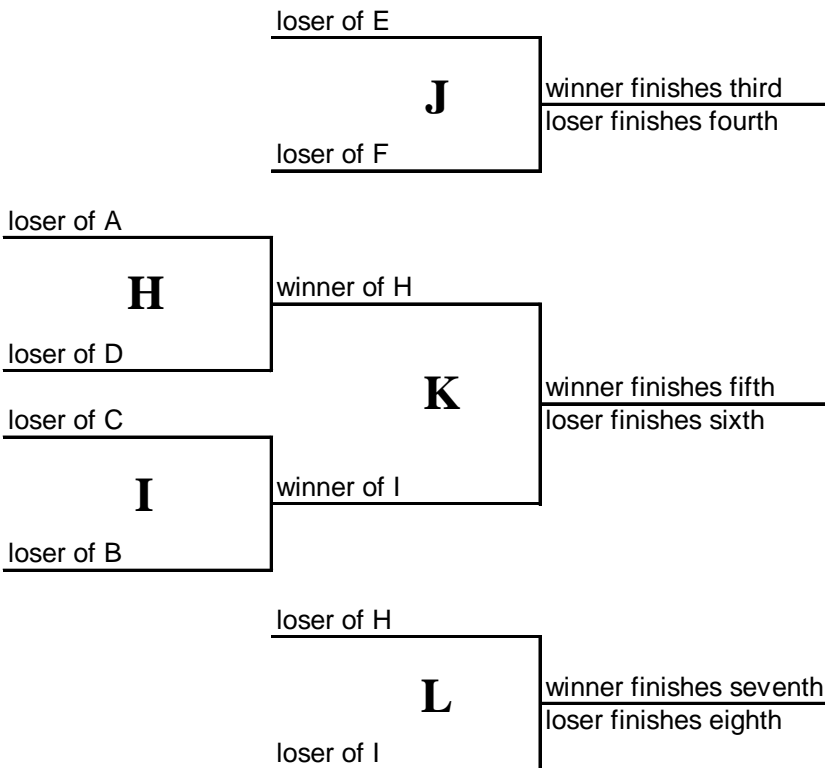 loser of E
J
winner finishes third
loser finishes fourth
loser of F
loser of A
H
winner of H
loser of D
K
winner finishes fifth
loser finishes sixth
loser of C
I
winner of I
loser of B
loser of H
L
winner finishes seventh
loser finishes eighth
loser of I